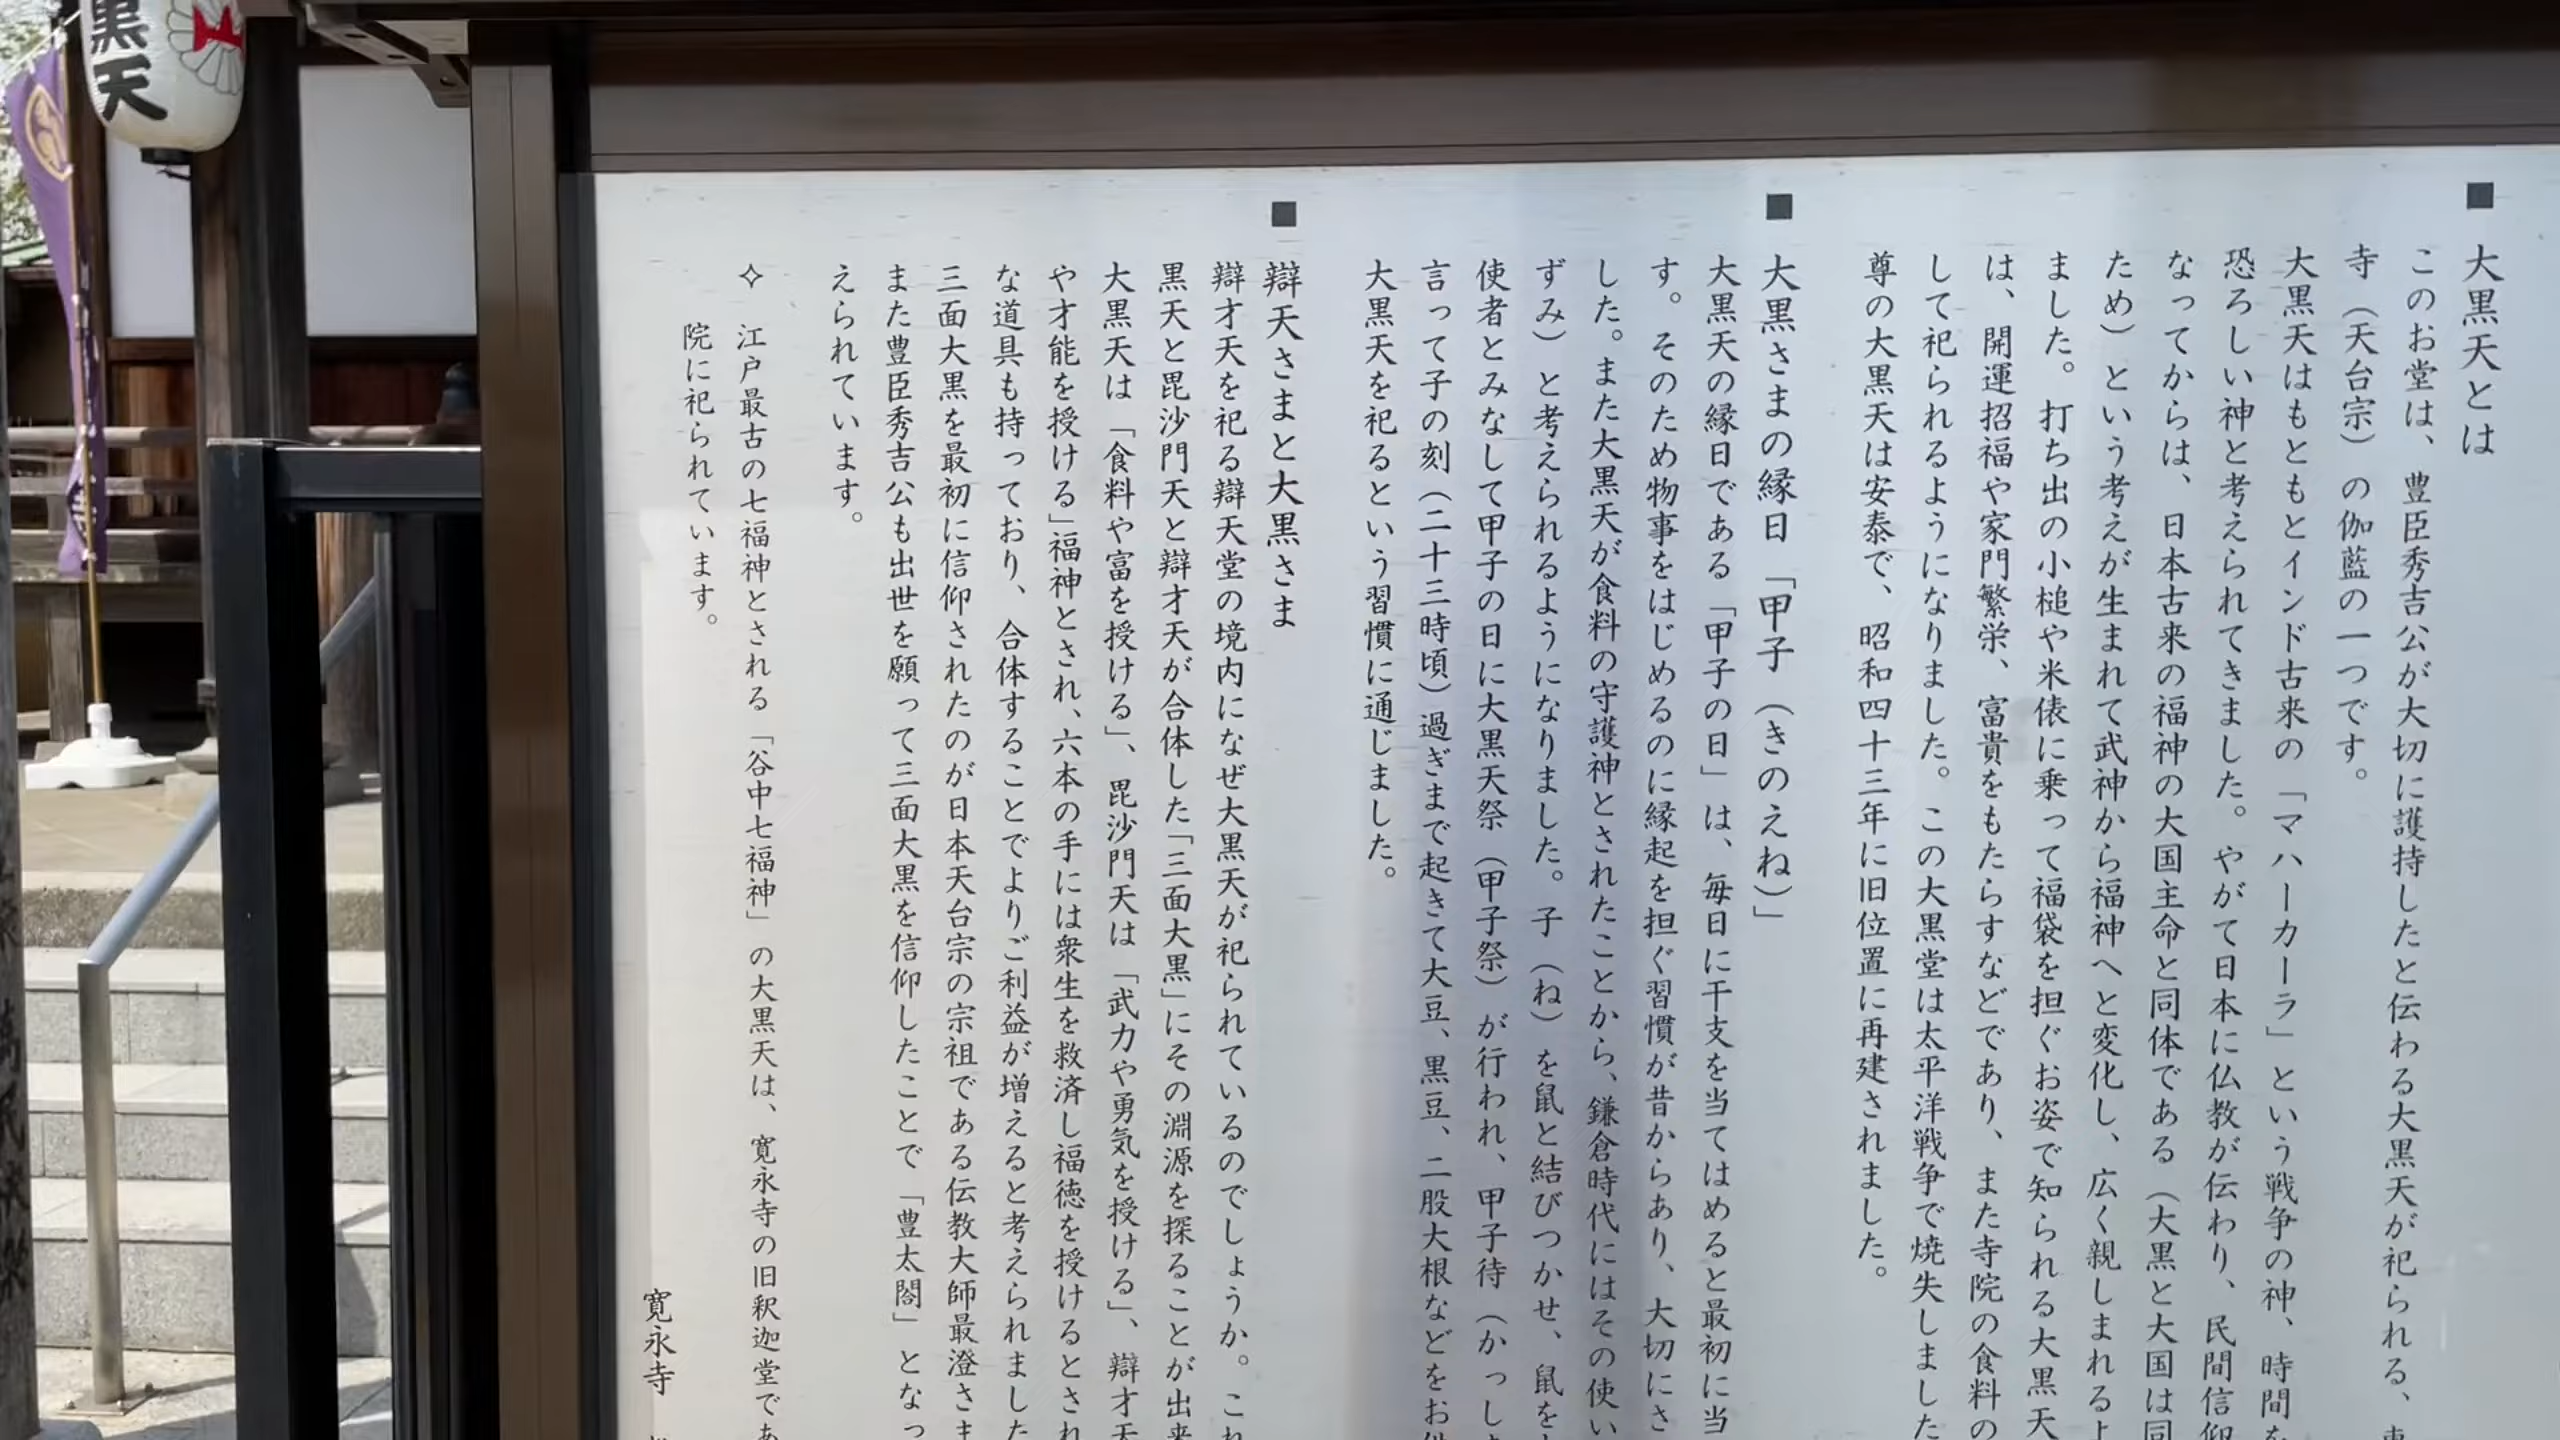 ■ 大黒天とは
このお堂は、豊臣秀吉公が大切に護持したと伝わる大黒天が祀られる、東
寺（天台宗）の伽藍の一つです。
大黒天はもともとインド古来の「マハーカーラ」という戦争の神、時間を
恐ろしい神と考えられてきました。やがて日本に仏教が伝わり、民間信仰
なってからは、日本古来の福神の大国主命と同体である（大黒と大国は同
ため）という考えが生まれて武神から福神へと変化し、広く親しまれるよ
ました。打ち出の小槌や米俵に乗って福袋を担ぐお姿で知られる大黒天
は、開運招福や家門繁栄、富貴をもたらすなどであり、また寺院の食料の
して祀られるようになりました。この大黒堂は太平洋戦争で焼失しました
尊の大黒天は安泰で、昭和四十三年に旧位置に再建されました。
■ 大黒さまの縁日「甲子（きのえね）」
大黒天の縁日である「甲子の日」は、毎日に干支を当てはめると最初に当
す。そのため物事をはじめるのに縁起を担ぐ習慣が昔からあり、大切にさ
した。また大黒天が食料の守護神とされたことから、鎌倉時代にはその使い
ずみ）と考えられるようになりました。子（ね）を鼠と結びつかせ、鼠を
使者とみなして甲子の日に大黒天祭（甲子祭）が行われ、甲子待（かっし
言って子の刻（二十三時頃）過ぎまで起きて大豆、黒豆、二股大根などをお供
大黒天を祀るという習慣に通じました。
■ 辯天さまと大黒さま
辯才天を祀る辯天堂の境内になぜ大黒天が祀られているのでしょうか。これ
黒天と毘沙門天と辯才天が合体した「三面大黒」にその淵源を探ることが出来
大黒天は「食料や富を授ける」、毘沙門天は「武力や勇気を授ける」、辯才天
や才能を授ける」福神とされ、六本の手には衆生を救済し福徳を授けるとされ
な道具も持っており、合体することでよりご利益が増えると考えられました
三面大黒を最初に信仰されたのが日本天台宗の宗祖である伝教大師最澄さま
また豊臣秀吉公も出世を願って三面大黒を信仰したことで「豊太閤」となっ
えられています。
✧ 江戸最古の七福神とされる「谷中七福神」の大黒天は、寛永寺の旧釈迦堂であ
院に祀られています。
寛永寺
黒天